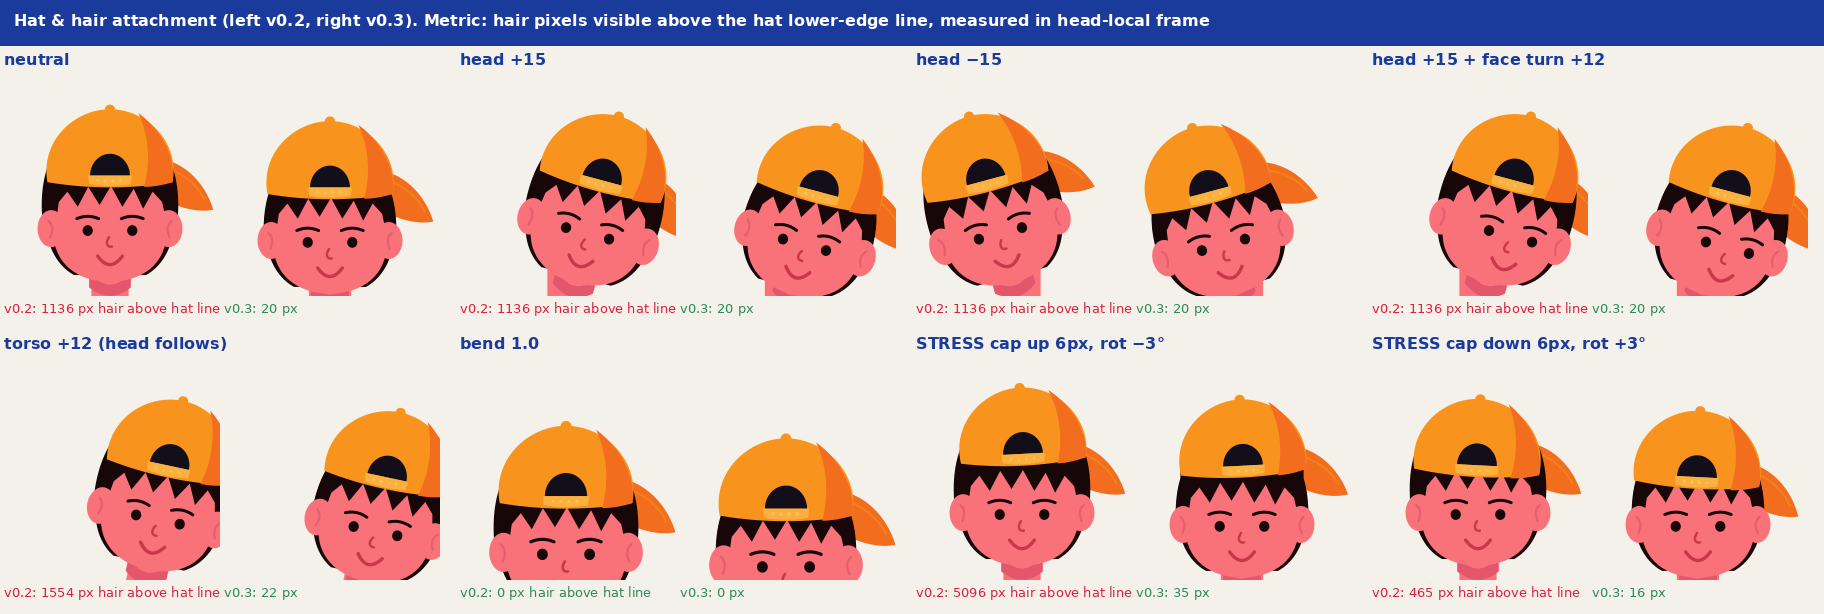 Hat & hair attachment (left v0.2, right v0.3). Metric: hair pixels visible above the hat lower-edge line, measured in head-local frame
neutral
head +15
head −15
head +15 + face turn +12
v0.2: 1136 px hair above hat line v0.3: 20 px
v0.2: 1136 px hair above hat line v0.3: 20 px
v0.2: 1136 px hair above hat line v0.3: 20 px
v0.2: 1136 px hair above hat line v0.3: 20 px
torso +12 (head follows)
bend 1.0
STRESS cap up 6px, rot −3°
STRESS cap down 6px, rot +3°
v0.2: 1554 px hair above hat line v0.3: 22 px
v0.2: 0 px hair above hat line v0.3: 0 px
v0.2: 5096 px hair above hat line v0.3: 35 px
v0.2: 465 px hair above hat line v0.3: 16 px